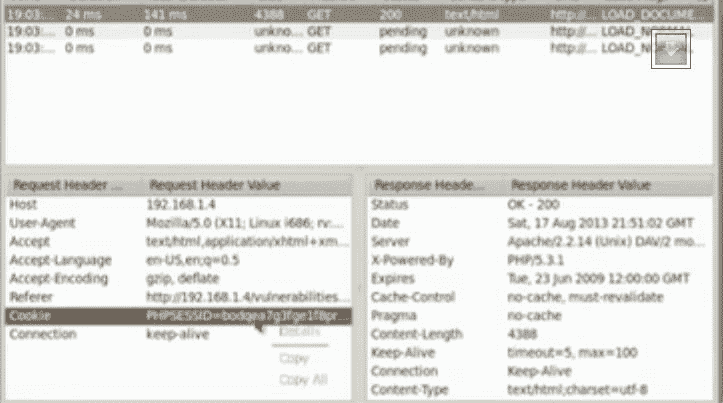 19:03:... 24 ms 141 ms 4388 GET 200 text/html http://... LOAD_DOCUME...
19:03:... 0 ms 0 ms unkno... GET pending unknown http://... LOAD_NORMAL
19:03:... 0 ms 0 ms unkno... GET pending unknown http://...
Request Header ... Request Header Value
Host 192.168.1.4
User-Agent Mozilla/5.0 (X11; Linux i686; rv:...
Accept text/html,application/xhtml+xm...
Accept-Language en-US,en;q=0.5
Accept-Encoding gzip, deflate
Referer http://192.168.1.4/vulnerabilities...
Cookie
Connection keep-alive
Details
Copy
Copy All
Response Heade... Response Header Value
Status OK - 200
Date Sat, 17 Aug 2013 21:51:02 GMT
Server Apache/2.2.14 (Unix) DAV/2 mo...
X-Powered-By PHP/5.3.1
Expires Tue, 23 Jun 2009 12:00:00 GMT
Cache-Control no-cache, must-revalidate
Pragma no-cache
Content-Length 4388
Keep-Alive timeout=5, max=100
Connection Keep-Alive
Content-Type text/html;charset=utf-8